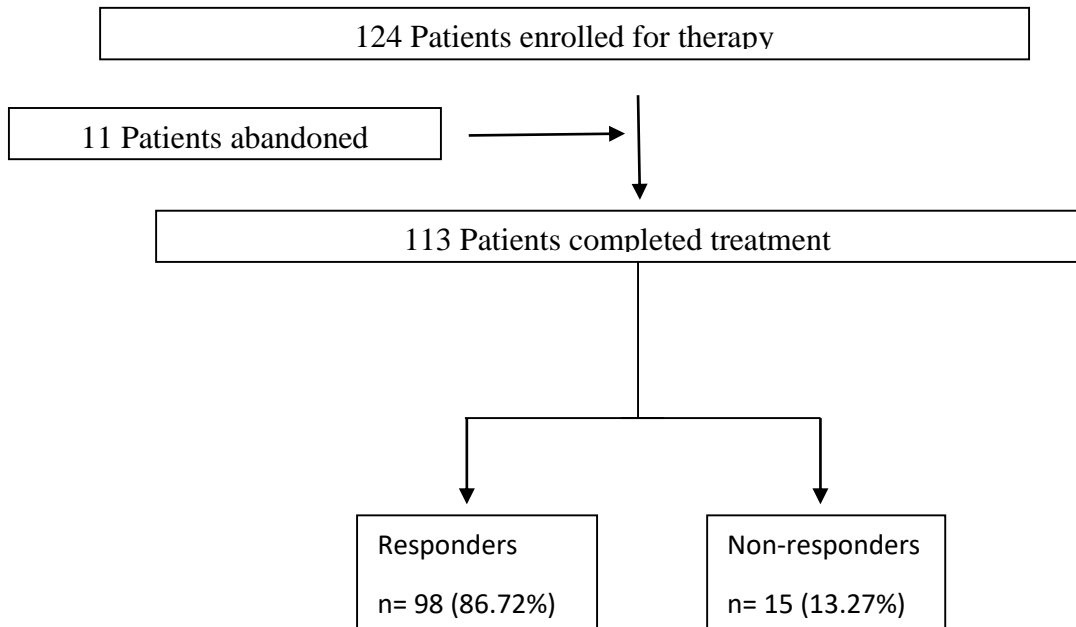 124 Patients enrolled for therapy
11 Patients abandoned
113 Patients completed treatment
Responders
n= 98 (86.72%)
Non-responders
n= 15 (13.27%)